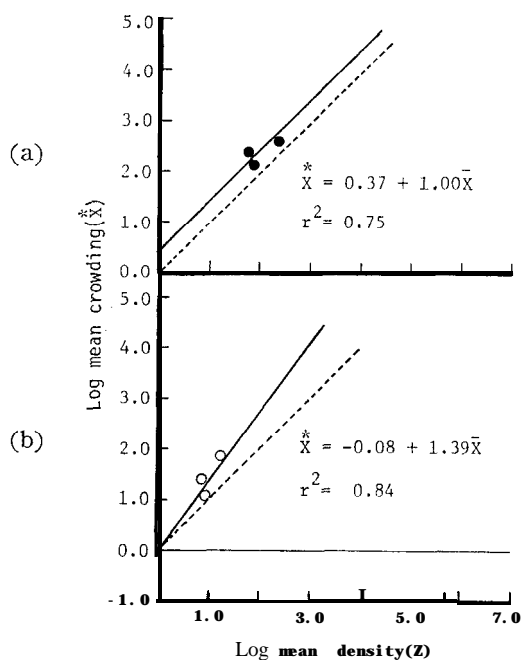 5.0
4.0
(a)
3.0
2.0
1.0
0.0
X* = 0.37 + 1.00X̄
r² = 0.75
Log mean crowding(X*)
5.0
4.0
3.0
(b)
2.0
1.0
0.0
-1.0
X* = -0.08 + 1.39X̄
r² = 0.84
1.0 3.0 5.0 7.0
Log mean density(Z)